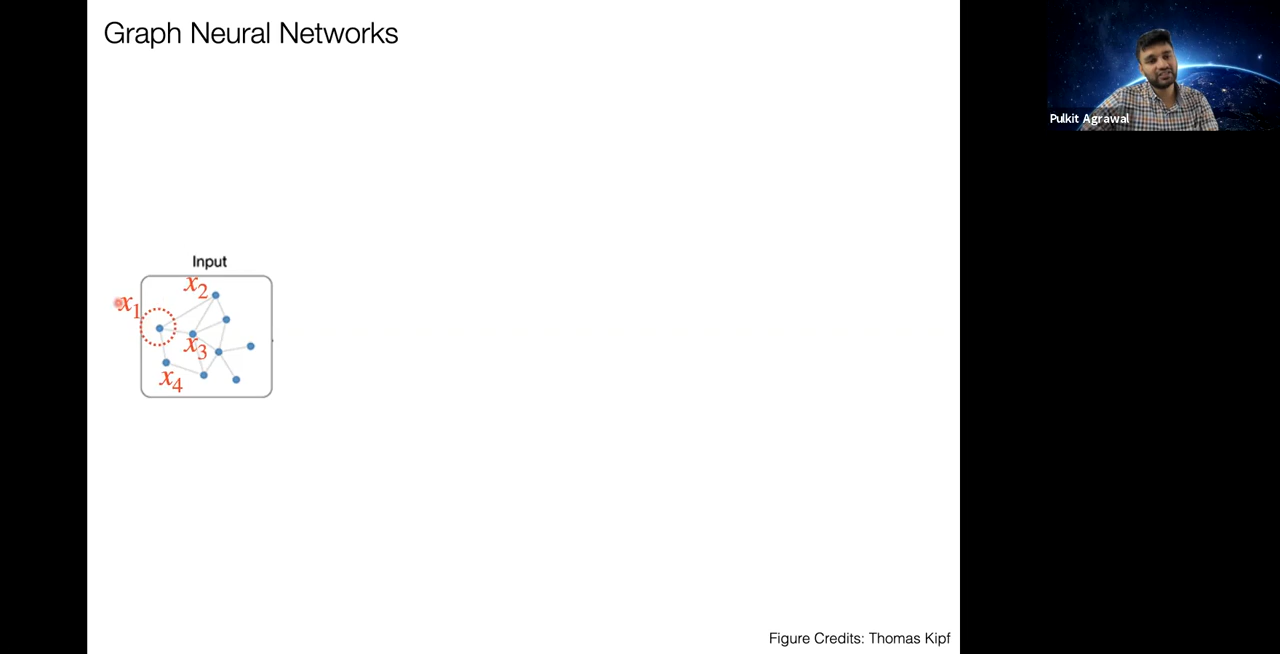 Graph Neural Networks
Pulkit Agrawal
Input
x₂
x₁
x₃
x₄
Figure Credits: Thomas Kipf